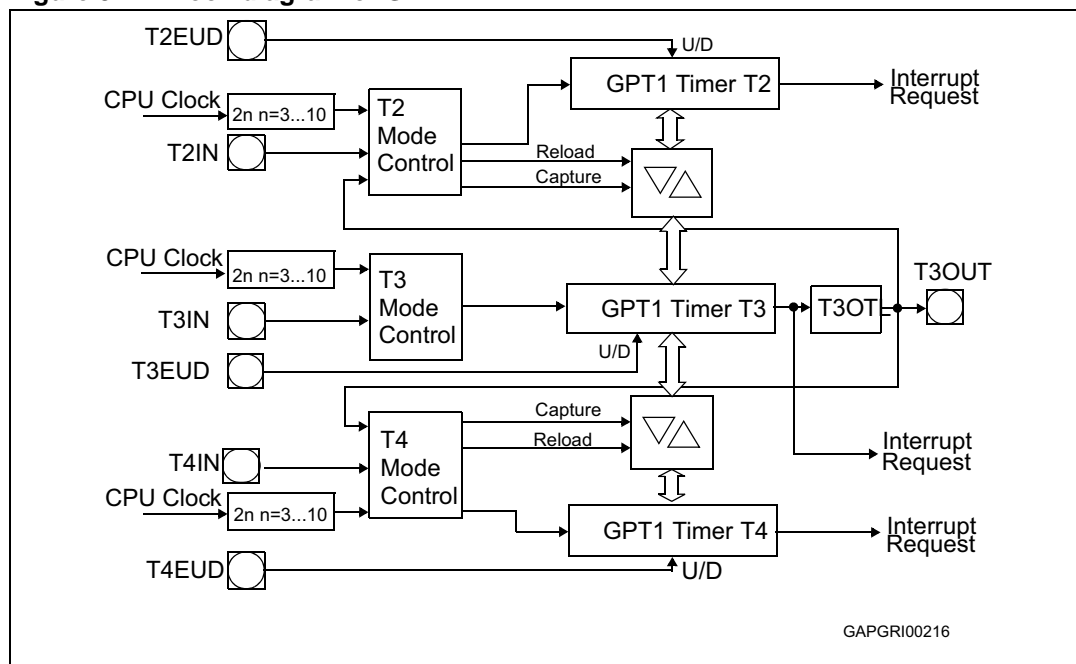 T2EUD
U/D
GPT1 Timer T2
Interrupt
Request
CPU Clock
2n n=3...10
T2
Mode
Control
T2IN
Reload
Capture
CPU Clock
2n n=3...10
T3
Mode
Control
T3OUT
T3IN
GPT1 Timer T3
T3OTL
U/D
T3EUD
Capture
Reload
T4
Mode
Control
Interrupt
Request
T4IN
CPU Clock
2n n=3...10
GPT1 Timer T4
Interrupt
Request
T4EUD
U/D
GAPGRI00216